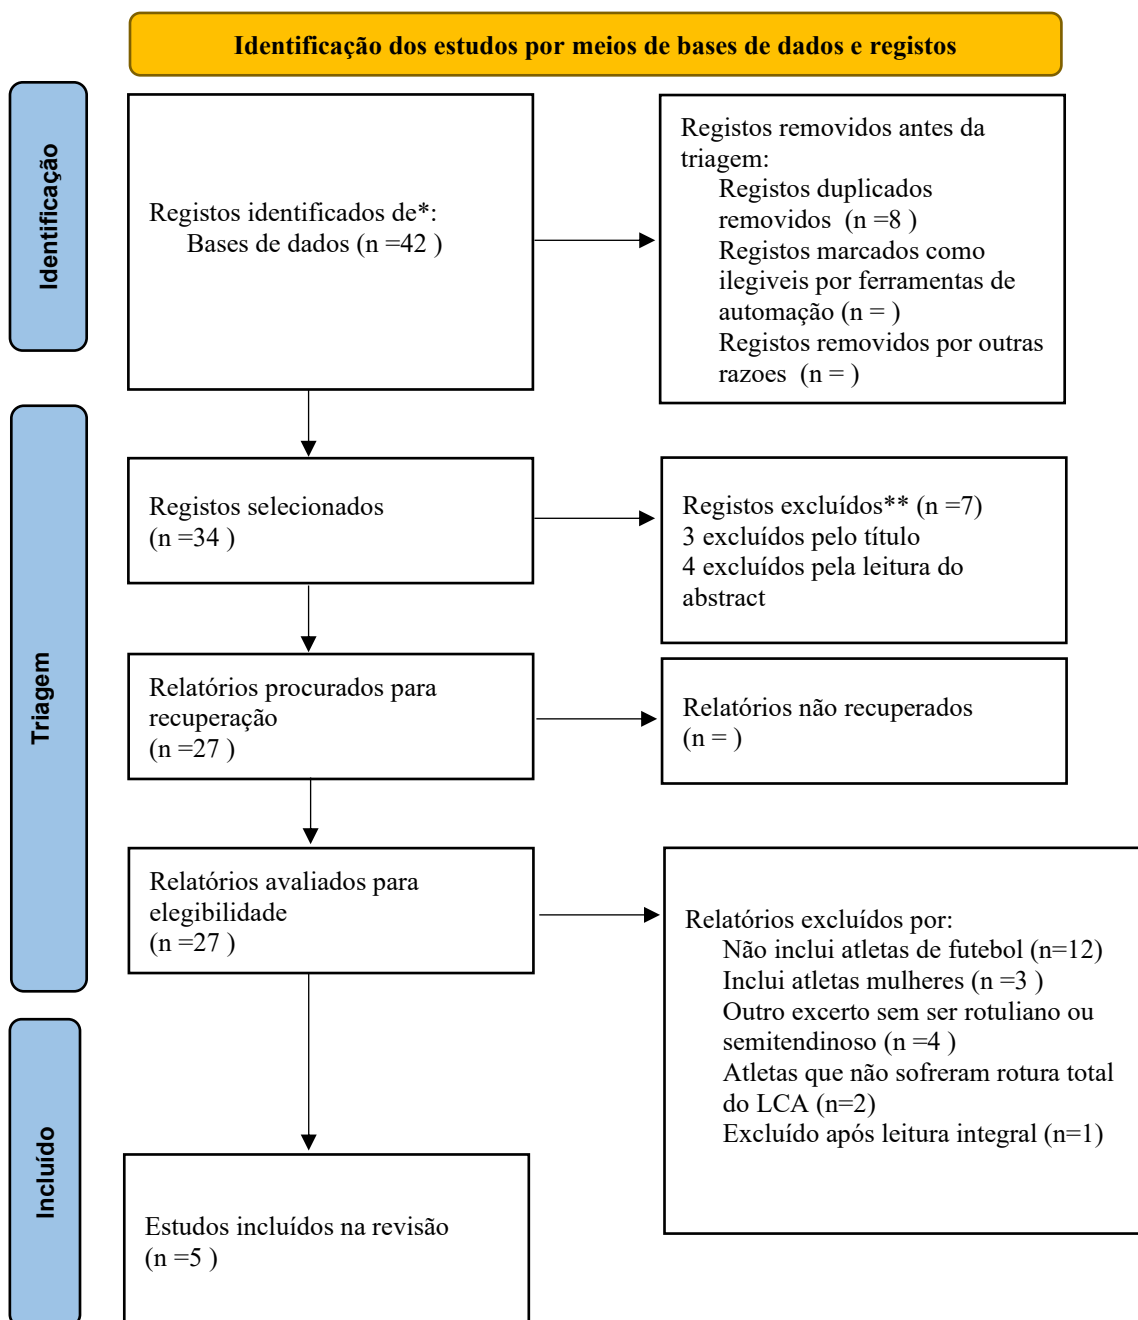 Identificação dos estudos por meios de bases de dados e registos
Identificação
Registos identificados de*:
Bases de dados (n =42 )
Registos removidos antes da
triagem:
Registos duplicados
removidos  (n =8 )
Registos marcados como
ilegiveis por ferramentas de
automação (n = )
Registos removidos por outras
razoes  (n = )
Triagem
Registos selecionados
(n =34 )
Registos excluídos** (n =7)
3 excluídos pelo título
4 excluídos pela leitura do
abstract
Relatórios procurados para
recuperação
(n =27 )
Relatórios não recuperados
(n = )
Relatórios avaliados para
elegibilidade
(n =27 )
Relatórios excluídos por:
Não inclui atletas de futebol (n=12)
Inclui atletas mulheres (n =3 )
Outro excerto sem ser rotuliano ou
semitendinoso (n =4 )
Atletas que não sofreram rotura total
do LCA (n=2)
Excluído após leitura integral (n=1)
Incluído
Estudos incluídos na revisão
(n =5 )